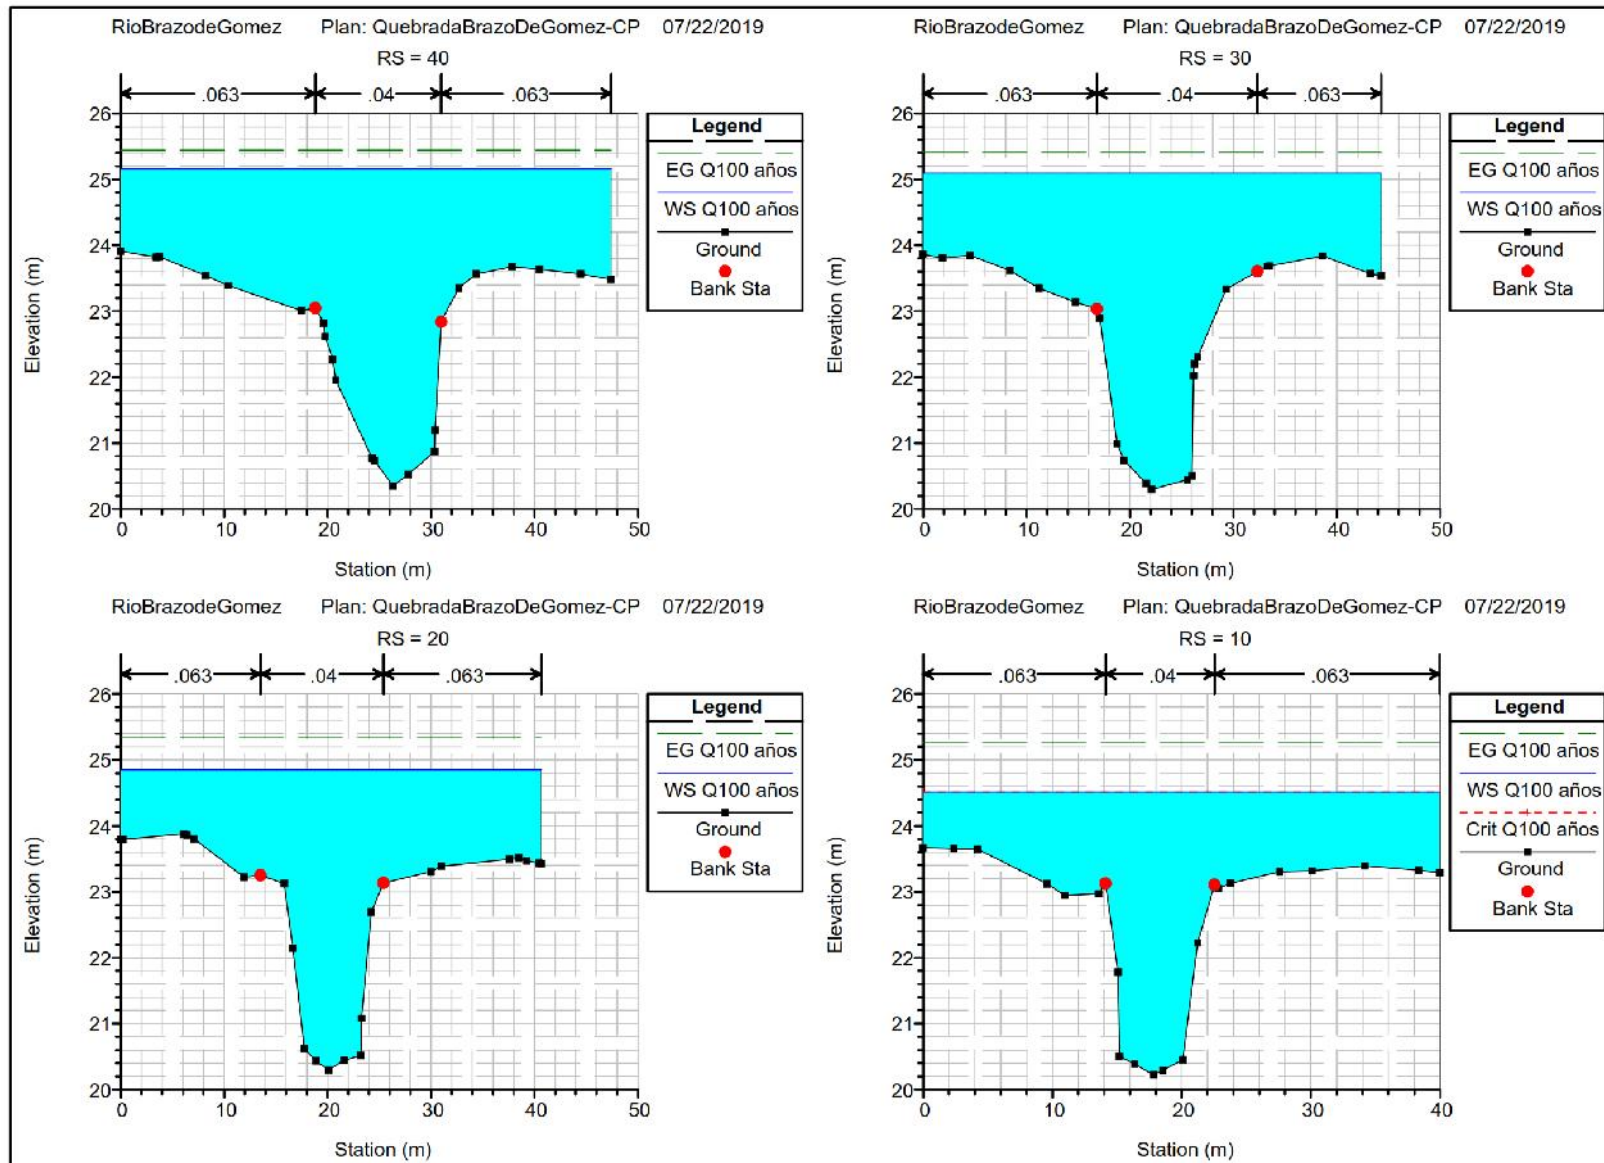 RioBrazodeGomez Plan: QuebradaBrazoDeGomez-CP 07/22/2019
RS = 40
.063 .04 .063
26
25
24
23
22
21
20
0 10 20 30 40 50
Elevation (m)
Station (m)
Legend
EG Q100 años
WS Q100 años
Ground
Bank Sta
RioBrazodeGomez Plan: QuebradaBrazoDeGomez-CP 07/22/2019
RS = 30
.063 .04 .063
26
25
24
23
22
21
20
0 10 20 30 40 50
Elevation (m)
Station (m)
Legend
EG Q100 años
WS Q100 años
Ground
Bank Sta
RioBrazodeGomez Plan: QuebradaBrazoDeGomez-CP 07/22/2019
RS = 20
.063 .04 .063
26
25
24
23
22
21
20
0 10 20 30 40 50
Elevation (m)
Station (m)
Legend
EG Q100 años
WS Q100 años
Ground
Bank Sta
RioBrazodeGomez Plan: QuebradaBrazoDeGomez-CP 07/22/2019
RS = 10
.063 .04 .063
26
25
24
23
22
21
20
0 10 20 30 40
Elevation (m)
Station (m)
Legend
EG Q100 años
WS Q100 años
Crit Q100 años
Ground
Bank Sta